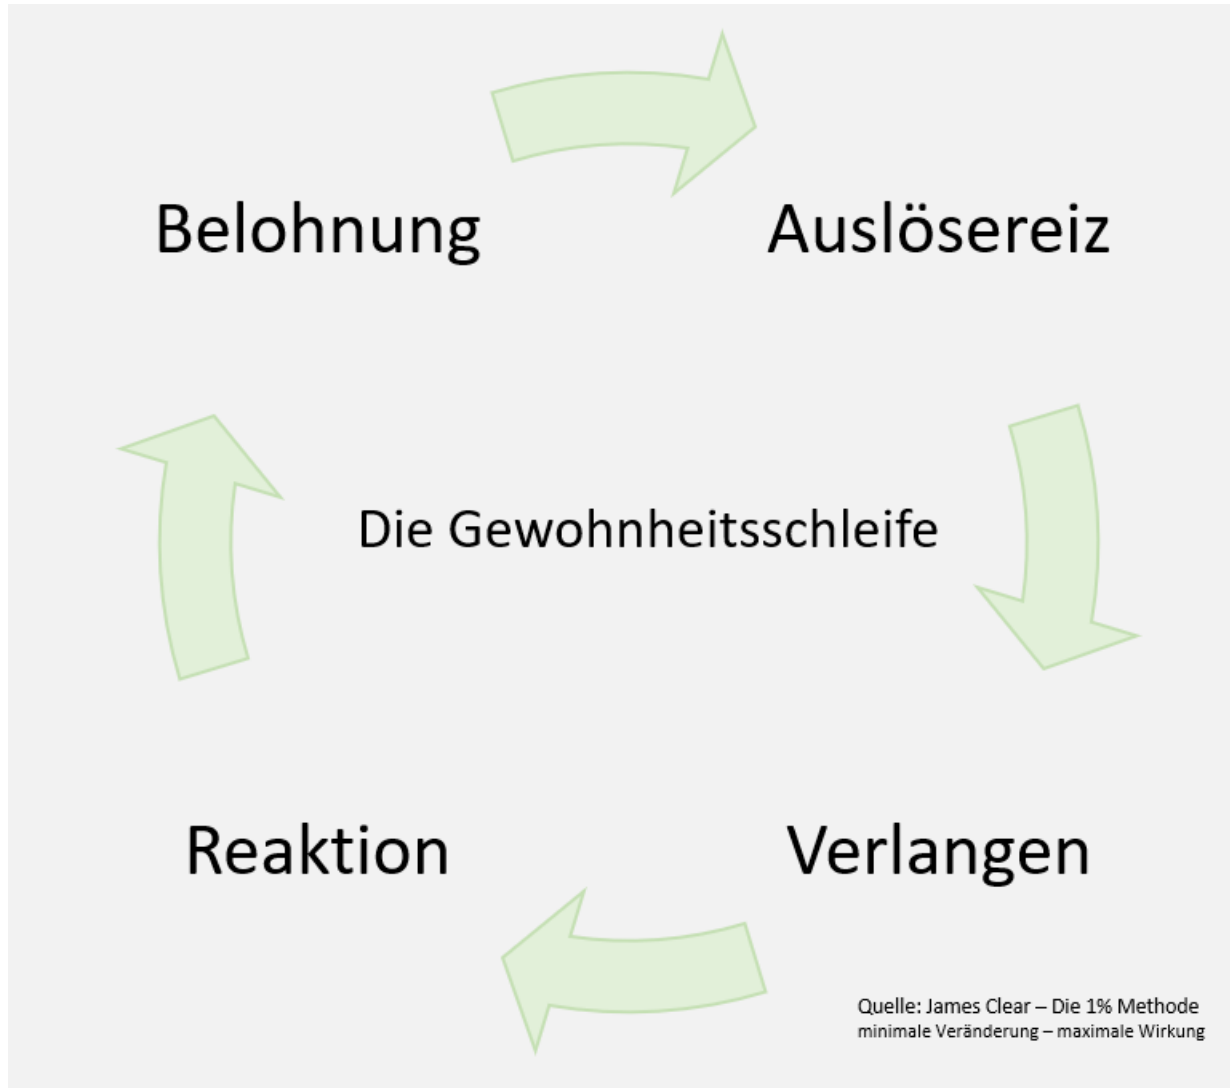 Belohnung
Auslösereiz
Die Gewohnheitsschleife
Reaktion
Verlangen
Quelle: James Clear – Die 1% Methode
minimale Veränderung – maximale Wirkung